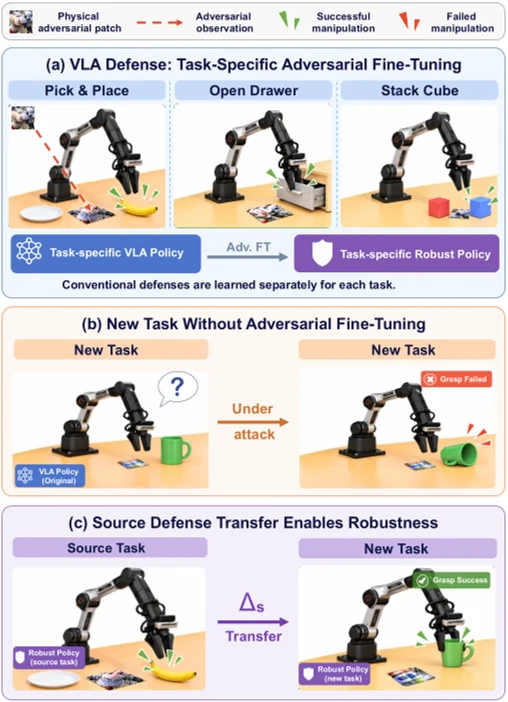 Physical adversarial patch
Adversarial observation
Successful manipulation
Failed manipulation
(a) VLA Defense: Task-Specific Adversarial Fine-Tuning
Pick & Place
Open Drawer
Stack Cube
Task-specific VLA Policy
Adv. FT
Task-specific Robust Policy
Conventional defenses are learned separately for each task.
(b) New Task Without Adversarial Fine-Tuning
New Task
New Task
?
Grasp Failed
Under
attack
VLA Policy
(Original)
(c) Source Defense Transfer Enables Robustness
Source Task
New Task
Grasp Success
Δs
Transfer
Robust Policy
(source task)
Robust Policy
(new task)